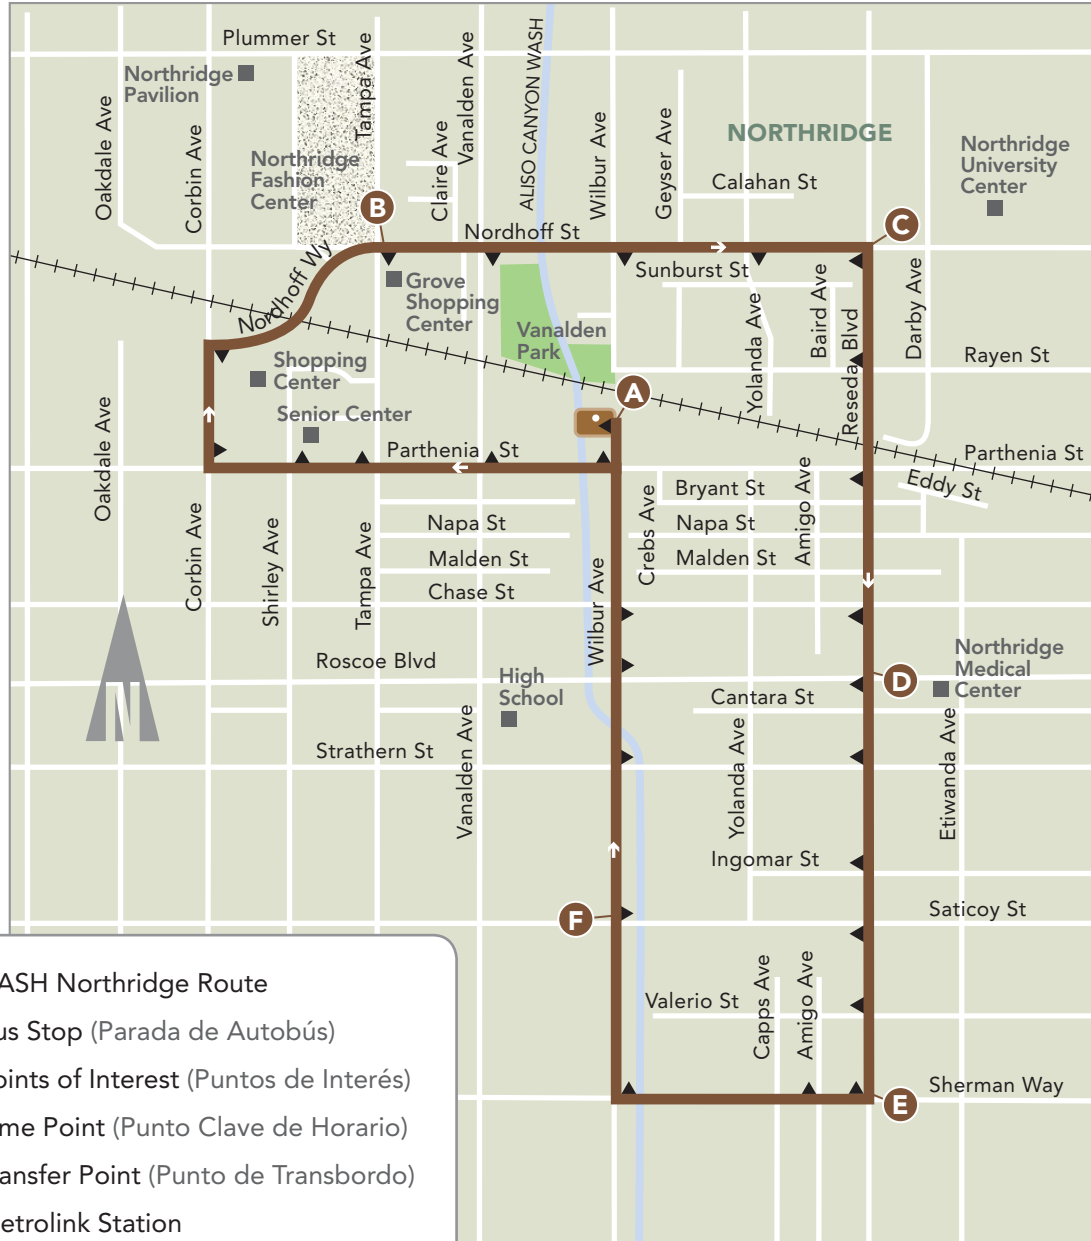 Plummer St
Northridge
Pavilion
Oakdale Ave
Corbin Ave
Tampa Ave
Vanalden Ave
Claire Ave
ALISO CANYON WASH
Wilbur Ave
Geyser Ave
NORTHRIDGE
Northridge
University
Center
Northridge
Fashion
Center
Calahan St
B
C
Nordhoff St
Nordhoff Wy
Sunburst St
Grove
Shopping
Center
Vanalden
Park
Yolanda Ave
Baird Ave
Reseda Blvd
Darby Ave
Rayen St
Shopping
Center
A
Senior Center
Oakdale Ave
Parthenia St
Parthenia St
Eddy St
Bryant St
Amigo Ave
Crebs Ave
Napa St
Napa St
Malden St
Malden St
Chase St
Corbin Ave
Shirley Ave
Tampa Ave
Wilbur Ave
N
Roscoe Blvd
High
School
Northridge
Medical
Center
D
Cantara St
Strathern St
Vanalden Ave
Yolanda Ave
Etiwanda Ave
Ingomar St
F
Saticoy St
Valerio St
Capps Ave
Amigo Ave
Sherman Way
E
ASH Northridge Route
us Stop (Parada de Autobús)
oints of Interest (Puntos de Interés)
me Point (Punto Clave de Horario)
ansfer Point (Punto de Transbordo)
etrolink Station